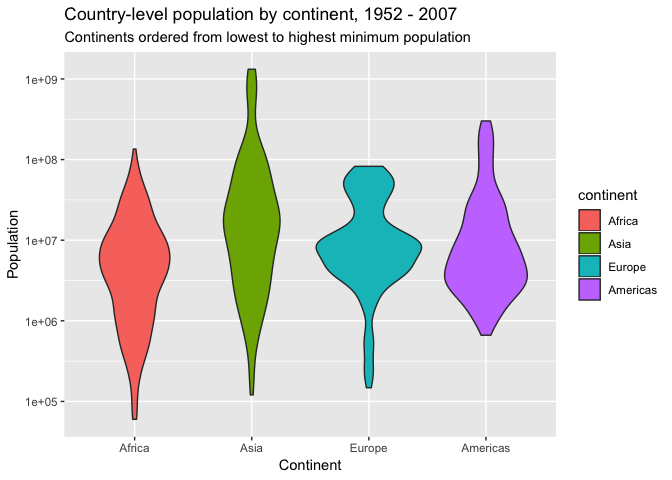 Country-level population by continent, 1952 - 2007
Continents ordered from lowest to highest minimum population
Population
1e+09
1e+08
1e+07
1e+06
1e+05
Africa
Asia
Europe
Americas
Continent
continent
Africa
Asia
Europe
Americas